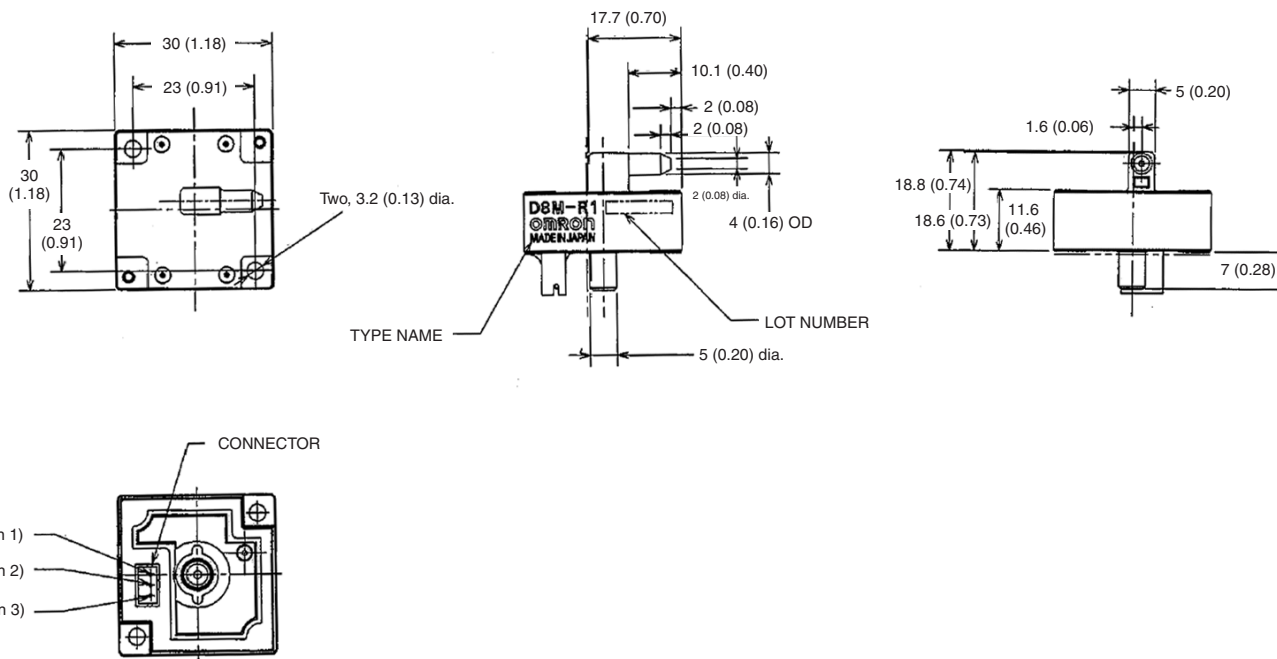 30 (1.18)
23 (0.91)
30
(1.18)
23
(0.91)
Two, 3.2 (0.13) dia.
17.7 (0.70)
10.1 (0.40)
2 (0.08)
2 (0.08)
2 (0.08) dia.
4 (0.16) OD
D8M-R1
OMRON
MADE IN JAPAN
TYPE NAME
LOT NUMBER
5 (0.20) dia.
5 (0.20)
1.6 (0.06)
18.8 (0.74)
18.6 (0.73)
11.6
(0.46)
7 (0.28)
CONNECTOR
n 1)
n 2)
n 3)